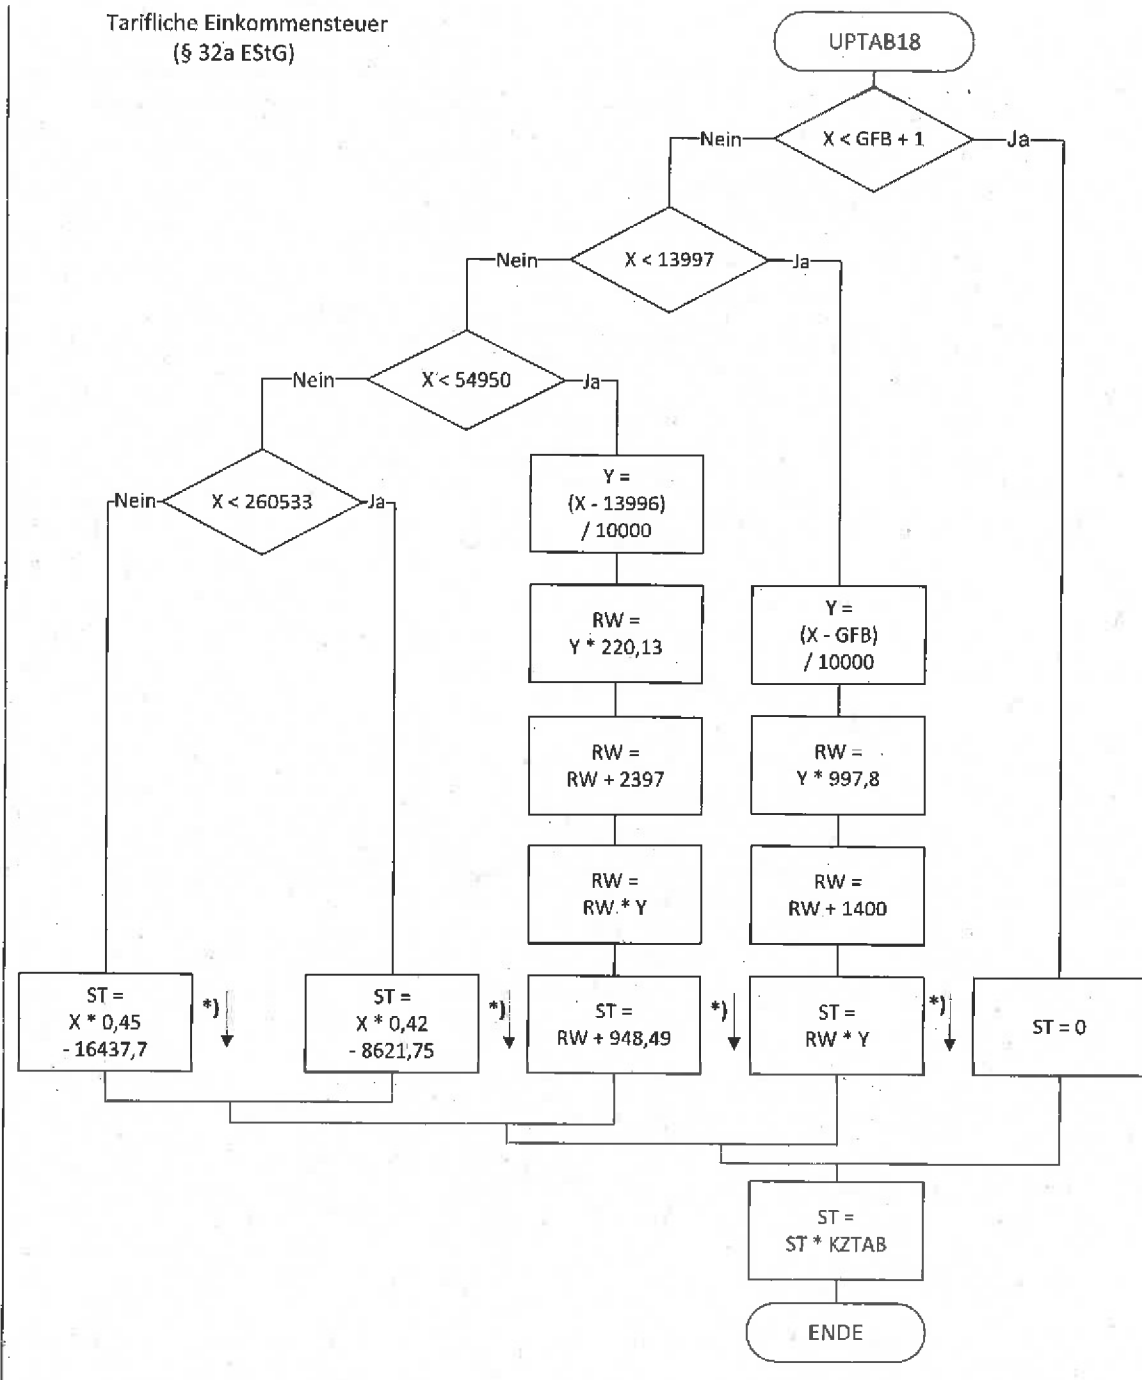 Tarifliche Einkommensteuer
(§ 32a EStG)
UPTAB18
X < GFB + 1
Nein
Ja
X < 13997
Nein
Ja
X < 54950
Nein
Ja
X < 260533
Nein
Ja
Y =
(X - 13996)
/ 10000
RW =
Y * 220,13
RW =
RW + 2397
RW =
RW * Y
Y =
(X - GFB)
/ 10000
RW =
Y * 997,8
RW =
RW + 1400
ST =
X * 0,45
- 16437,7
*)
ST =
X * 0,42
- 8621,75
*)
ST =
RW + 948,49
*)
ST =
RW * Y
*)
ST = 0
ST =
ST * KZTAB
ENDE